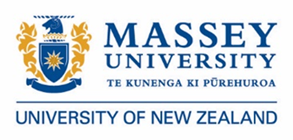 MASSEY
UNIVERSITY
TE KUNENGA KI PŪREHUROA
UNIVERSITY OF NEW ZEALAND